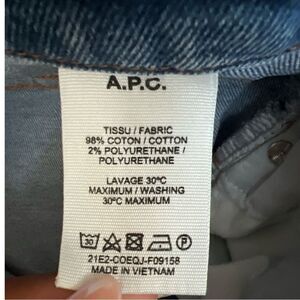 A.P.C.
TISSU / FABRIC
98% COTON / COTTON
2% POLYURETHANE /
POLYURETHANE
LAVAGE 30°C
MAXIMUM / WASHING
30°C MAXIMUM
30 P
21E2-COEQJ-F09158
MADE IN VIETNAM